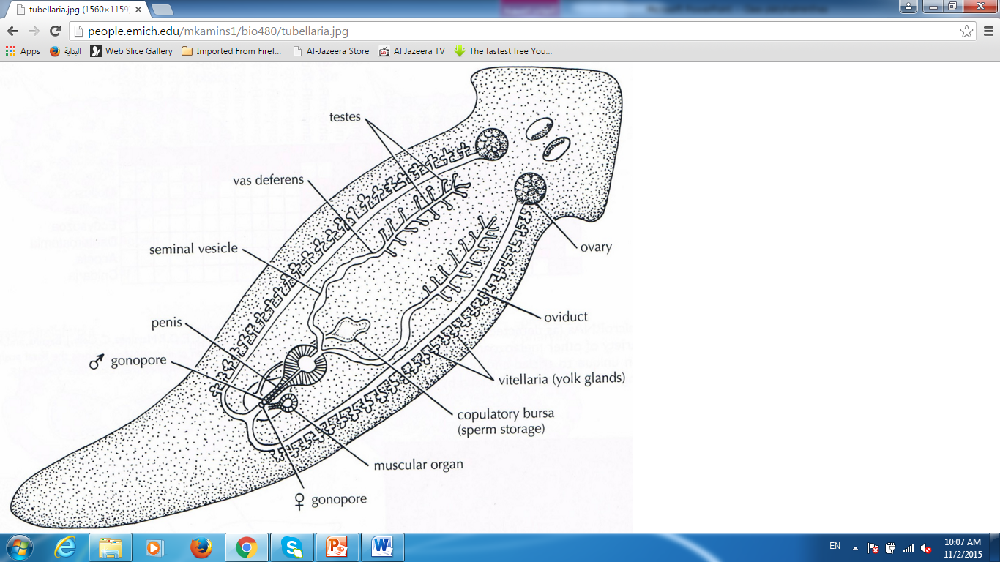 tubellaria.jpg (1560×1159
people.emich.edu/mkamins1/bio480/tubellaria.jpg
Apps
البداية
Web Slice Gallery
Imported From Firef...
Al-Jazeera Store
Al Jazeera TV
The fastest free You...
testes
vas deferens
seminal vesicle
ovary
penis
oviduct
♂ gonopore
vitellaria (yolk glands)
copulatory bursa
(sperm storage)
muscular organ
♀ gonopore
EN
10:07 AM
11/2/2015